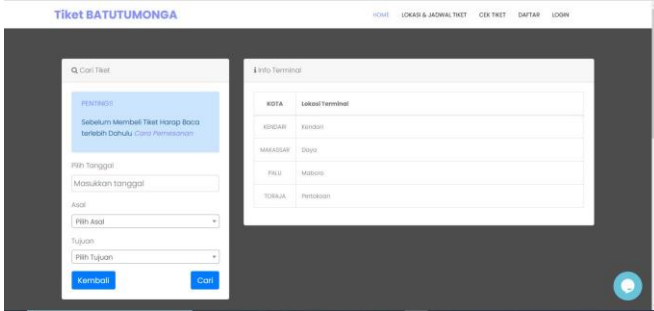 Tiket BATUTUMONGA
HOME LOKASI & JADWAL TIKET CEK TIKET DAFTAR LOGIN
Cari Tiket
PENTING!!
Sebelum Membeli Tiket Harap Baca
terlebih Dahulu Cara Pemesanan
Pilih Tanggal
Masukkan tanggal
Asal
Pilih Asal
Tujuan
Pilih Tujuan
Kembali Cari
Info Terminal
KOTA Lokasi Terminal
KENDARI Kendari
MAKASSAR Daya
PALU
TORAJA Pertokoan